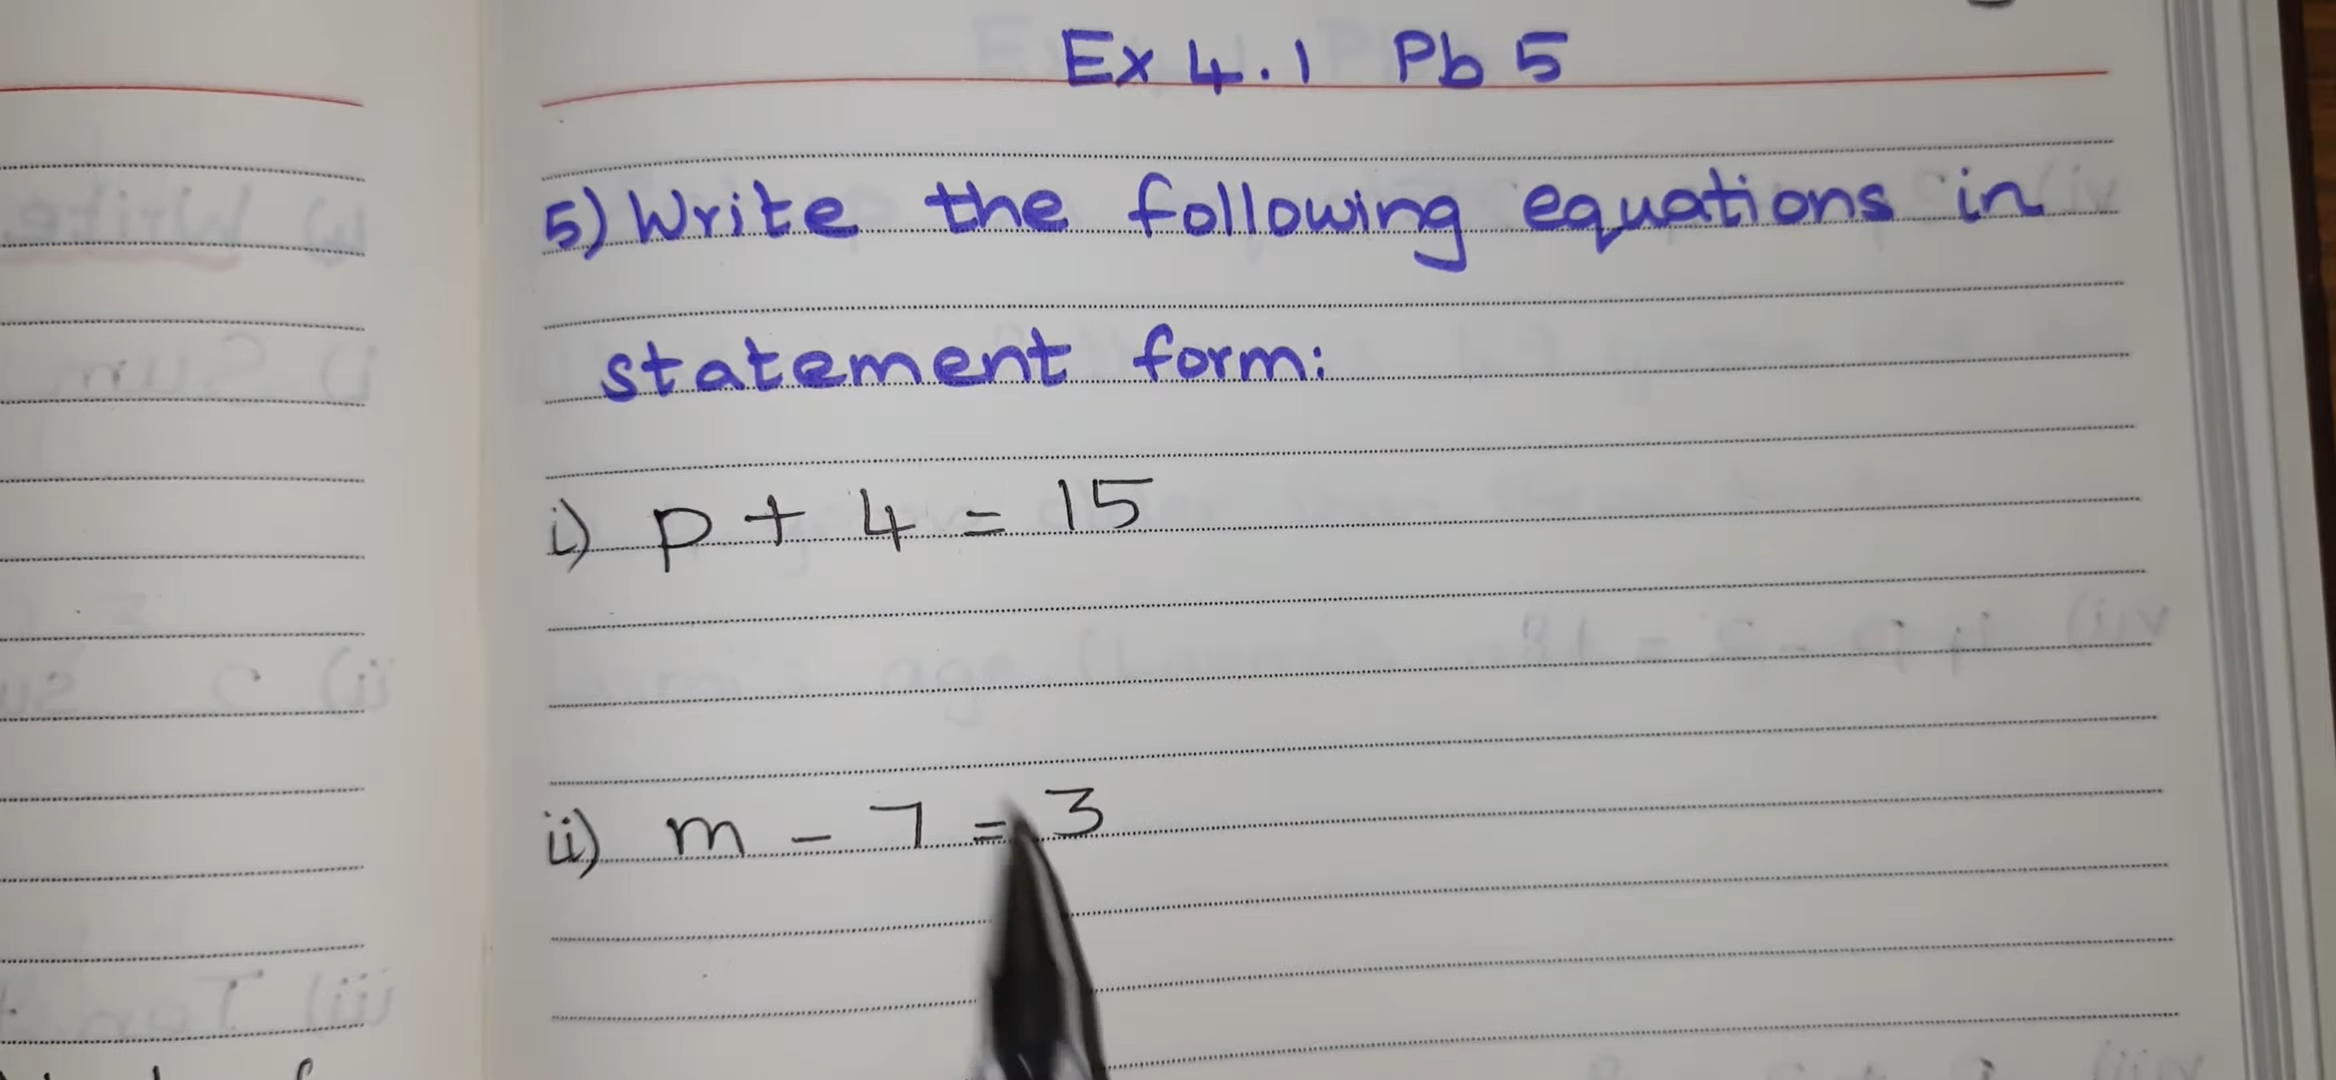 Ex 4.1 Pb 5
5) Write the following equations in
statement form:
i) p + 4 = 15
ii) m - 7 = 3